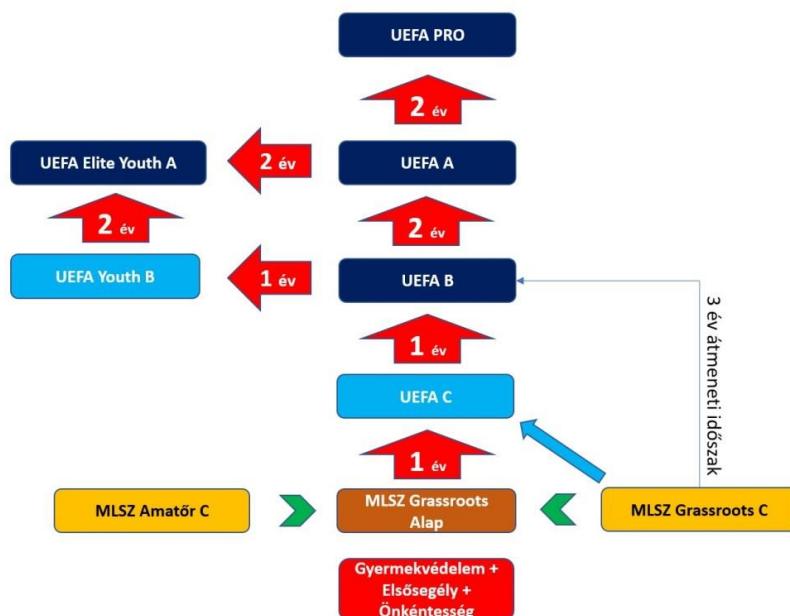 UEFA PRO
2 év
UEFA Elite Youth A
2 év
UEFA A
2 év
2 év
UEFA Youth B
1 év
UEFA B
1 év
3 év átmeneti időszak
UEFA C
1 év
MLSZ Amatőr C
MLSZ Grassroots
Alap
MLSZ Grassroots C
Gyermekvédelem +
Elsősegély +
Önkéntesség